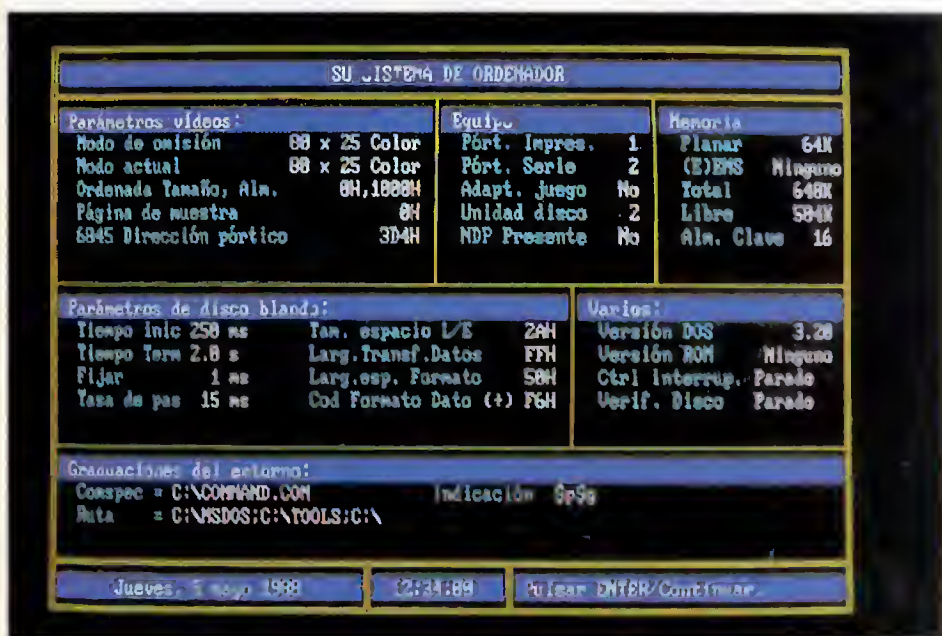 SU SISTEMA DE ORDENADOR
Parámetros vídeos:
Modo de omisión 80 x 25 Color
Modo actual 80 x 25 Color
Ordenada Tamaño, Alm. 0H,1000H
Página de muestra 0H
6845 Dirección pórtico 3D4H
Equipo
Pórt. Impres. 1
Pórt. Serie 2
Adapt. juego No
Unidad disco 2
NDP Presente No
Memoria
Planar 64K
(E)EMS Ninguno
Total 640K
Libre 504K
Alm. Clave 16
Parámetros de disco blando:
Tiempo Inic 250 ms
Tiempo Term 2.0 s
Fijar 1 ms
Tasa de pas 15 ms
Tam. espacio L/E 2AH
Larg.Transf.Datos FFH
Larg.esp. Formato 50H
Cod Formato Dato (+) F6H
Varios:
Versión DOS 3.20
Versión ROM Ninguno
Ctrl interrup. Parado
Verif. Disco Parado
Graduaciones del entorno:
Comspec = C:\COMMAND.COM
Indicación $p$g
Ruta = C:\MSDOS;C:\TOOLS;C:\
Jueves, 5 mayo 1988
Pulsar ENTER/Continuar.